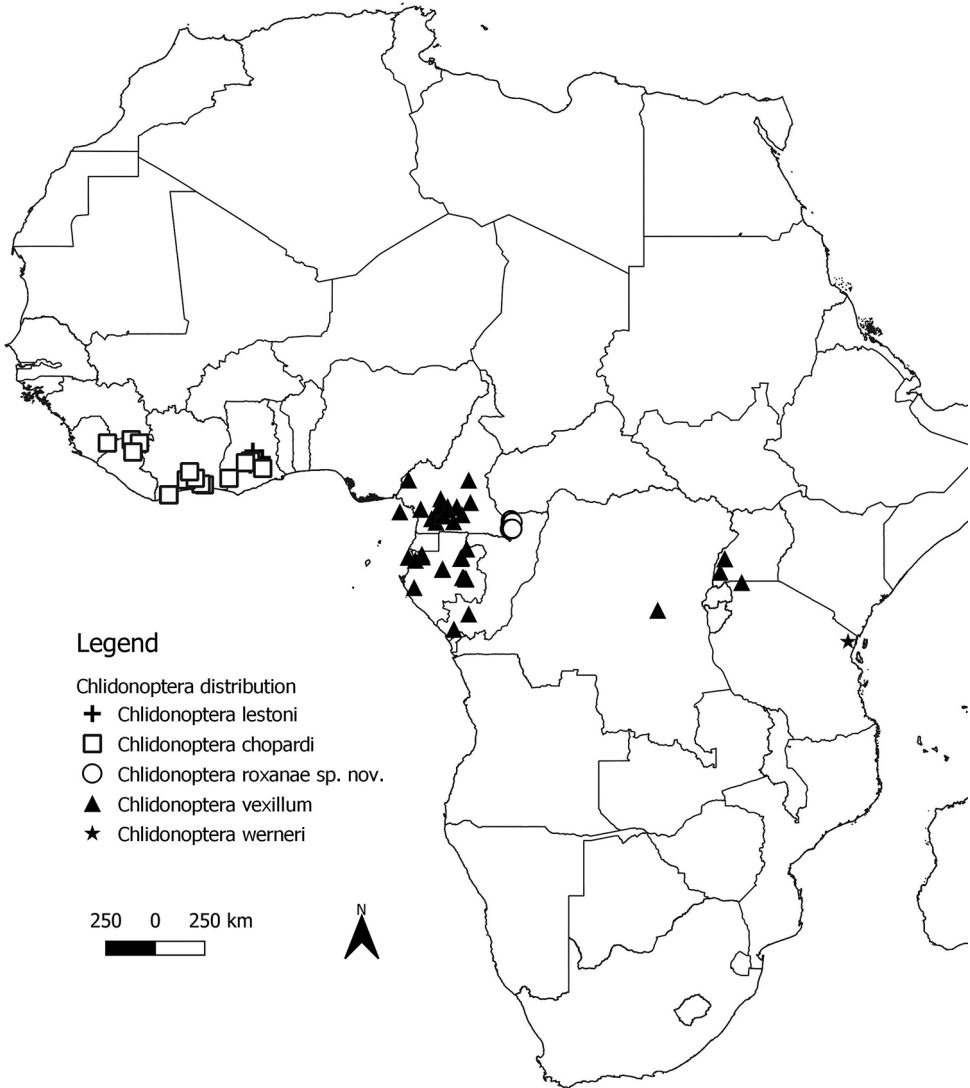 Legend
Chlidonoptera distribution
Chlidonoptera lestoni
Chlidonoptera chopardi
Chlidonoptera roxanae sp. nov.
Chlidonoptera vexillum
Chlidonoptera werneri
250 0 250 km
N